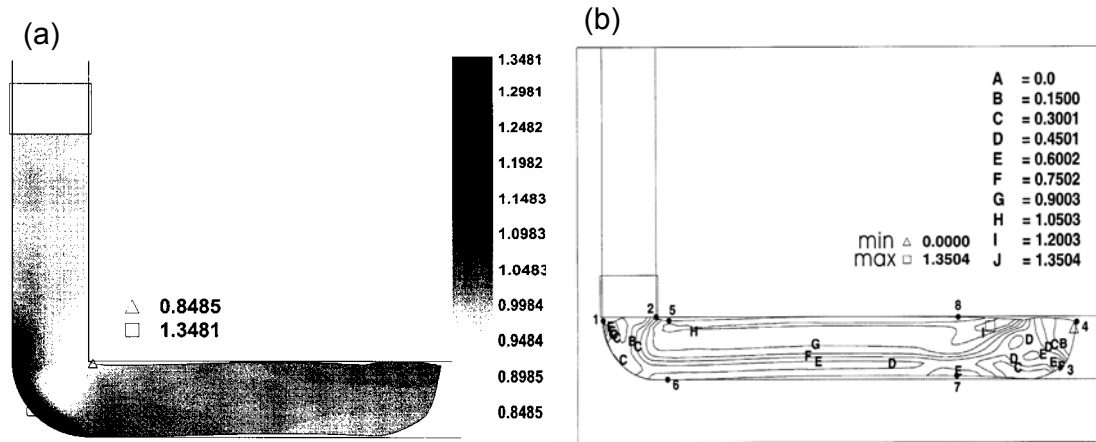 (a)
1.3481
1.2981
1.2482
1.1982
1.1483
1.0983
1.0483
0.9984
0.9484
0.8985
0.8485
△ 0.8485
□ 1.3481
(b)
A = 0.0
B = 0.1500
C = 0.3001
D = 0.4501
E = 0.6002
F = 0.7502
G = 0.9003
H = 1.0503
I = 1.2003
J = 1.3504
min △ 0.0000
max □ 1.3504
1 2 5 8 4
H I D
G
F
E D
C B C
D C B
E
D
C
E 3
6 7